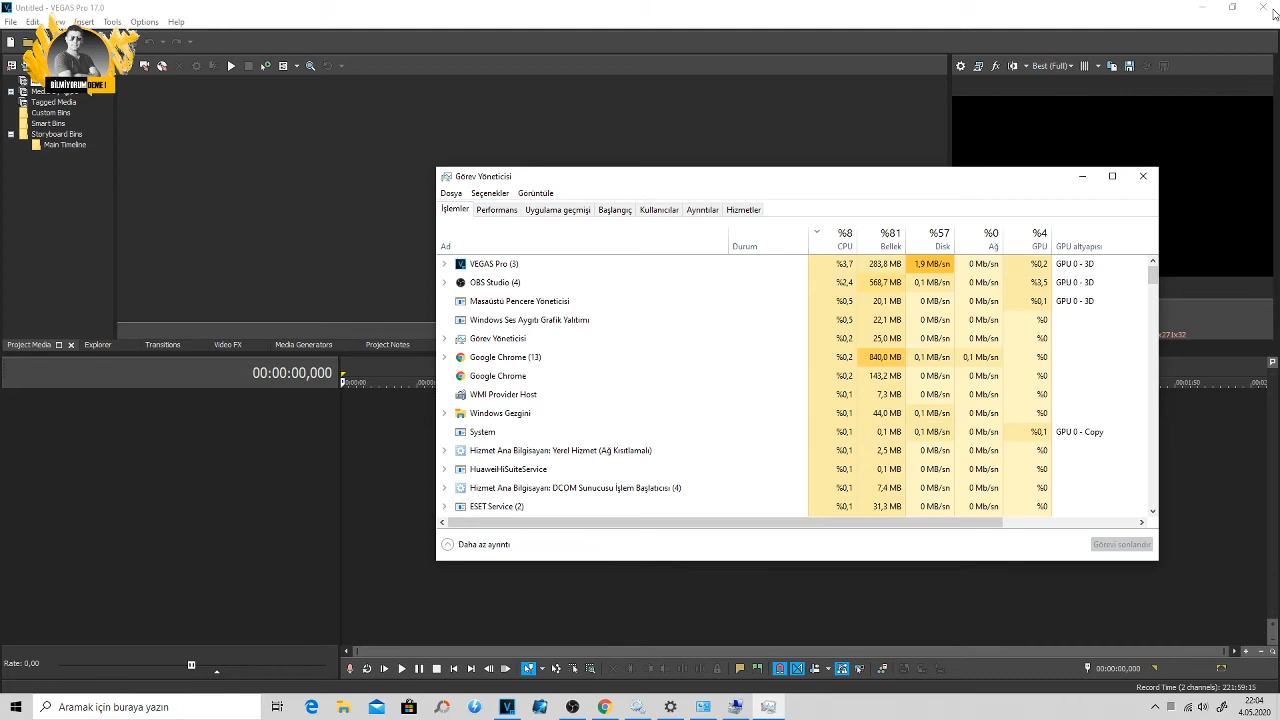 Untitled - VEGAS Pro 17.0
File Edit Insert Tools Options Help
BİLMİYORUM DEME !
Best (Full)
Tagged Media
Custom Bins
Smart Bins
Storyboard Bins
Main Timeline
Project Media Explorer Transitions Video FX Media Generators Project Notes
00:00:00,000
Görev Yöneticisi
Dosya Seçenekler Görüntüle
İşlemler Performans Uygulama geçmişi Başlangıç Kullanıcılar Ayrıntılar Hizmetler
%8 %81 %57 %0 %4
Ad Durum CPU Bellek Disk Ağ GPU GPU altyapısı
VEGAS Pro (3) %3,7 283,8 MB 1,9 MB/sn 0 Mb/sn %0,2 GPU 0 - 3D
OBS Studio (4) %2,4 568,7 MB 0,1 MB/sn 0 Mb/sn %3,5 GPU 0 - 3D
Masaüstü Pencere Yöneticisi %0,5 20,1 MB 0 MB/sn 0 Mb/sn %0,1 GPU 0 - 3D
Windows Ses Aygıtı Grafik Yalıtımı %0,5 22,1 MB 0 MB/sn 0 Mb/sn %0
Görev Yöneticisi %0,2 25,0 MB 0 MB/sn 0 Mb/sn %0
Google Chrome (13) %0,2 840,0 MB 0,1 MB/sn 0,1 Mb/sn %0
Google Chrome %0,2 143,2 MB 0 MB/sn 0 Mb/sn %0
WMI Provider Host %0,1 7,3 MB 0 MB/sn 0 Mb/sn %0
Windows Gezgini %0,1 44,0 MB 0 MB/sn 0 Mb/sn %0
System %0,1 0,1 MB 0,1 MB/sn 0 Mb/sn %0,1 GPU 0 - Copy
Hizmet Ana Bilgisayarı: Yerel Hizmet (Ağ Kısıtlamalı) %0,1 2,5 MB 0 MB/sn 0 Mb/sn %0
HuaweiHiSuiteService %0,1 0,1 MB 0 MB/sn 0 Mb/sn %0
Hizmet Ana Bilgisayarı: DCOM Sunucusu İşlem Başlatıcısı (4) %0,1 7,4 MB 0 MB/sn 0 Mb/sn %0
ESET Service (2) %0,1 31,3 MB 0 MB/sn 0 Mb/sn %0
Daha az ayrıntı Görevi sonlandır
x271x32
00:01:50
Rate: 0,00
00:00:00,000
Record Time (2 channels): 221:59:15
Aramak için buraya yazın
22:04
4.05.2020